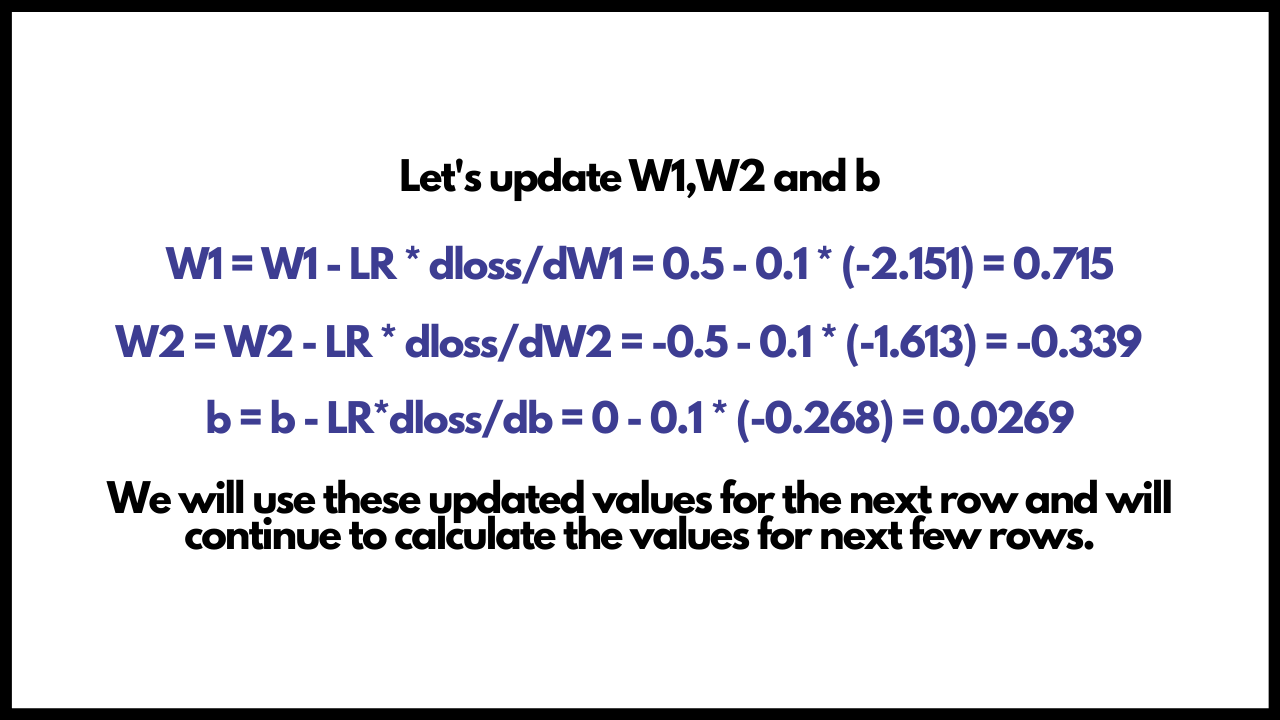 Let's update W1,W2 and b
W1 = W1 - LR * dloss/dW1 = 0.5 - 0.1 * (-2.151) = 0.715
W2 = W2 - LR * dloss/dW2 = -0.5 - 0.1 * (-1.613) = -0.339
b = b - LR*dloss/db = 0 - 0.1 * (-0.268) = 0.0269
We will use these updated values for the next row and will
continue to calculate the values for next few rows.